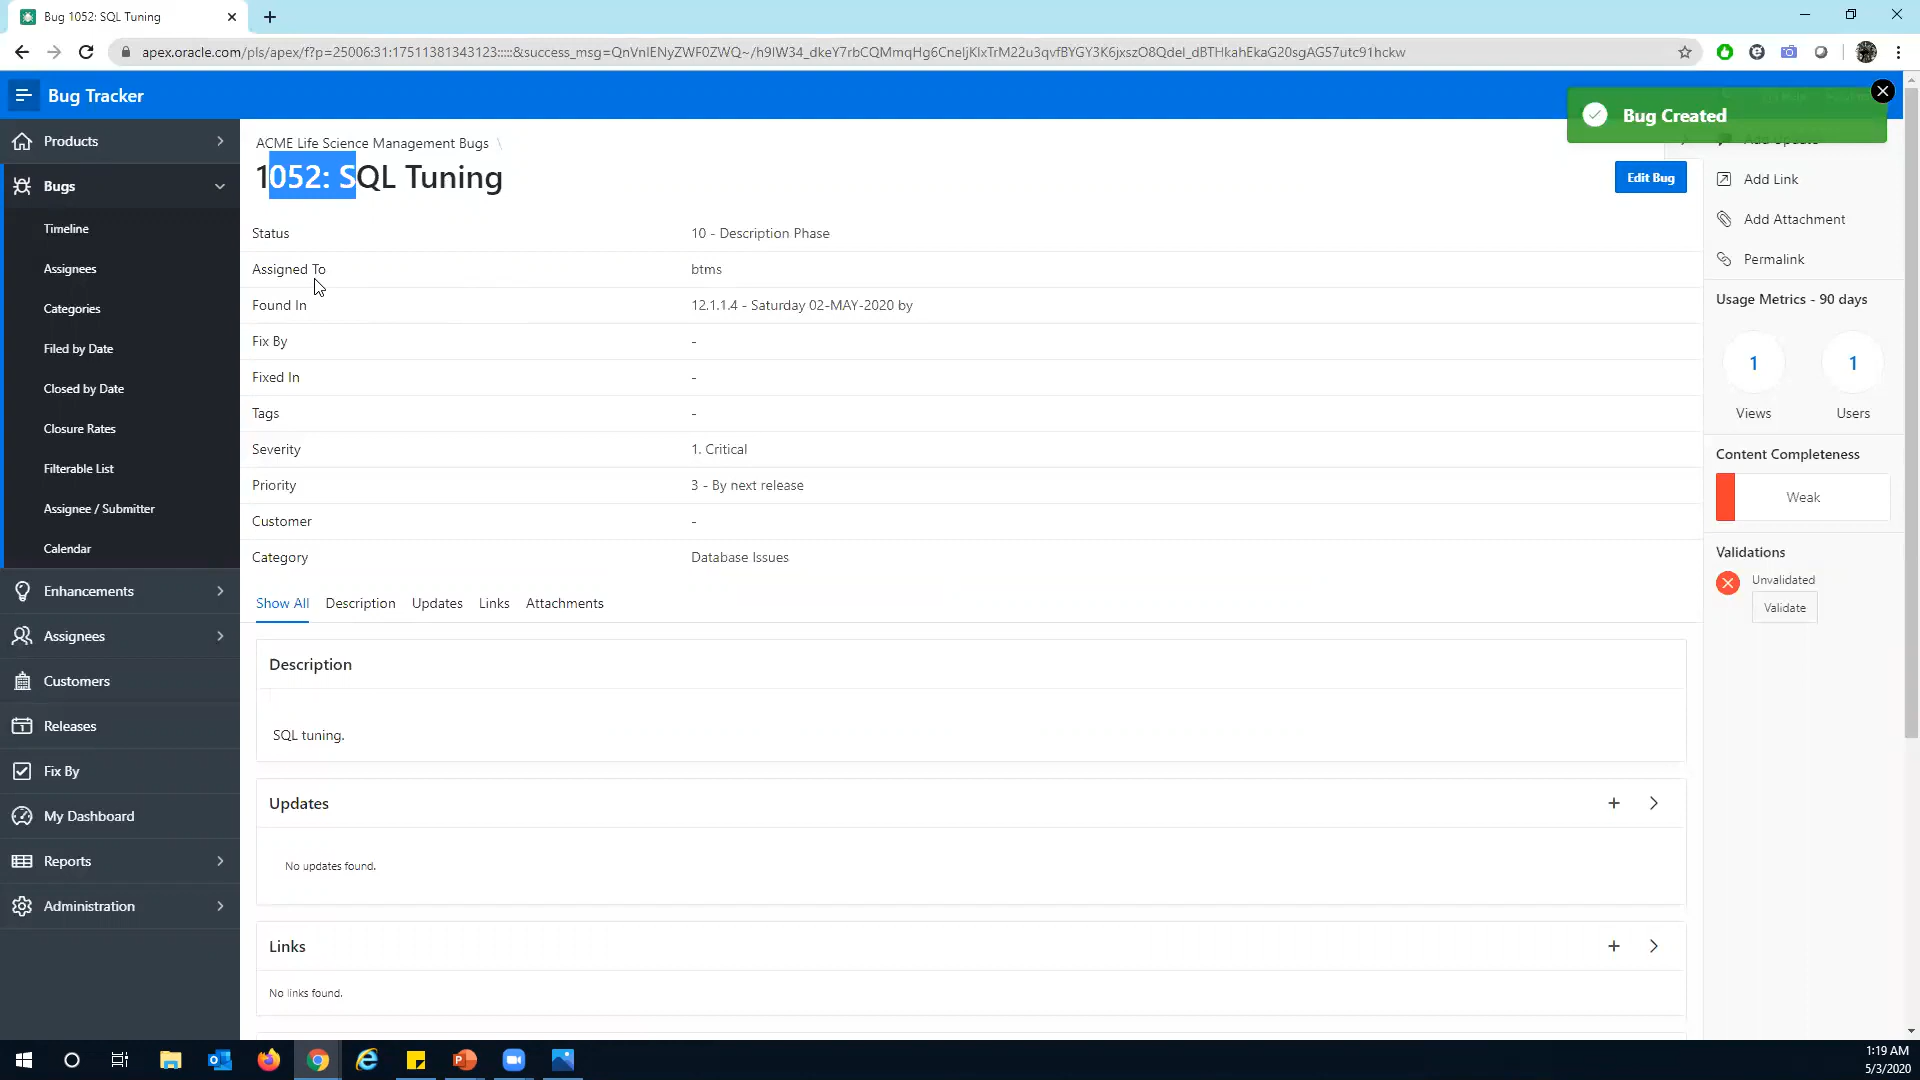 Bug 1052: SQL Tuning
apex.oracle.com/pls/apex/f?p=25006:31:17511381343123:::::&success_msg=QnVnIENyZWF0ZWQ~/h9IW34_dkeY7rbCQMmqHg6CneIjKlxTrM22u3qvfBYGY3K6jxszO8Qdel_dBTHkahEkaG20sgAG57utc91hckw
Bug Tracker
Bug Created
Products
Bugs
Timeline
Assignees
Categories
Filed by Date
Closed by Date
Closure Rates
Filterable List
Assignee / Submitter
Calendar
Enhancements
Assignees
Customers
Releases
Fix By
My Dashboard
Reports
Administration
ACME Life Science Management Bugs \
1052: SQL Tuning
Edit Bug
Status 10 - Description Phase
Assigned To btms
Found In 12.1.1.4 - Saturday 02-MAY-2020 by
Fix By -
Fixed In -
Tags -
Severity 1. Critical
Priority 3 - By next release
Customer -
Category Database Issues
Show All Description Updates Links Attachments
Description
SQL tuning.
Updates
No updates found.
Links
No links found.
Add Update
Add Link
Add Attachment
Permalink
Usage Metrics - 90 days
1 1
Views Users
Content Completeness
Weak
Validations
Unvalidated
Validate
1:19 AM
5/3/2020